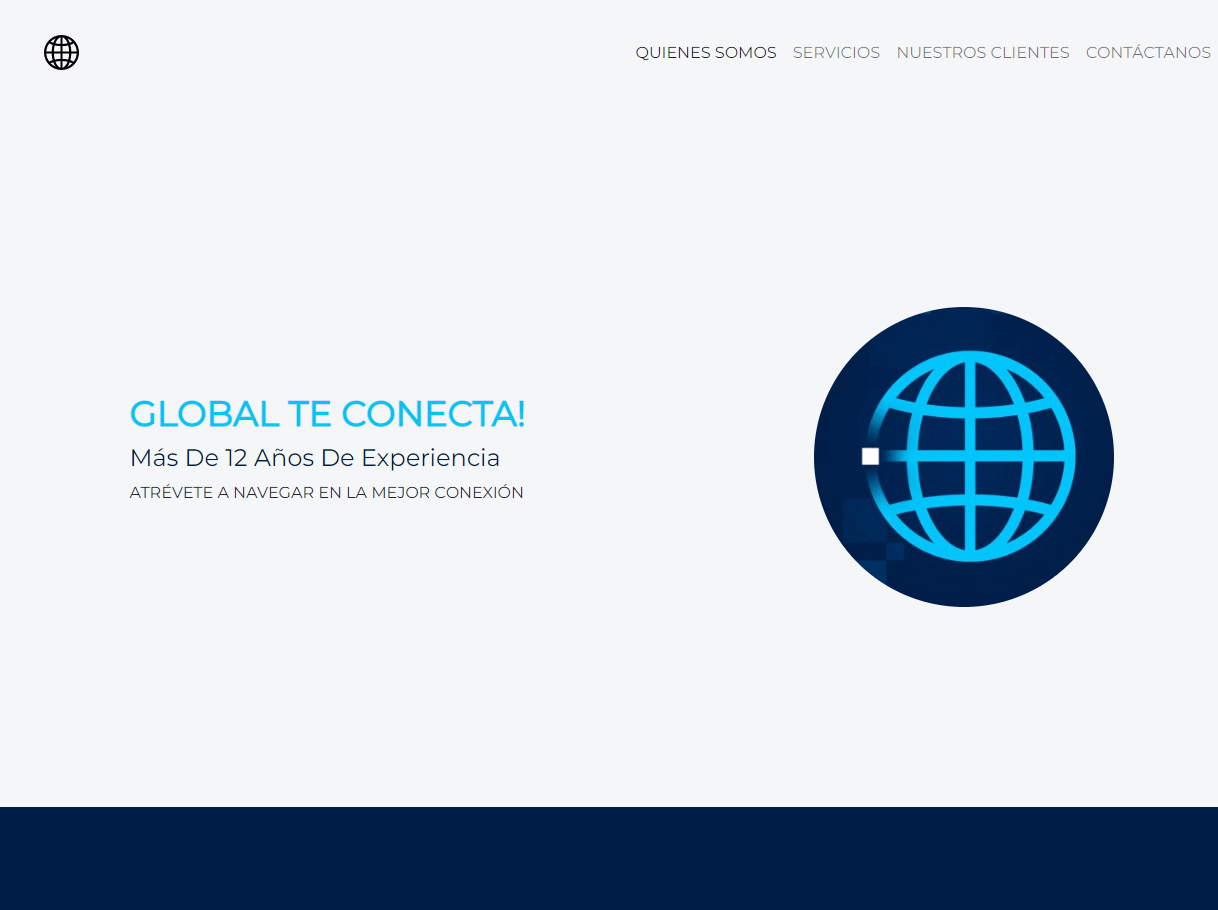 QUIENES SOMOS SERVICIOS NUESTROS CLIENTES CONTÁCTANOS
GLOBAL TE CONECTA!
Más De 12 Años De Experiencia
ATRÉVETE A NAVEGAR EN LA MEJOR CONEXIÓN